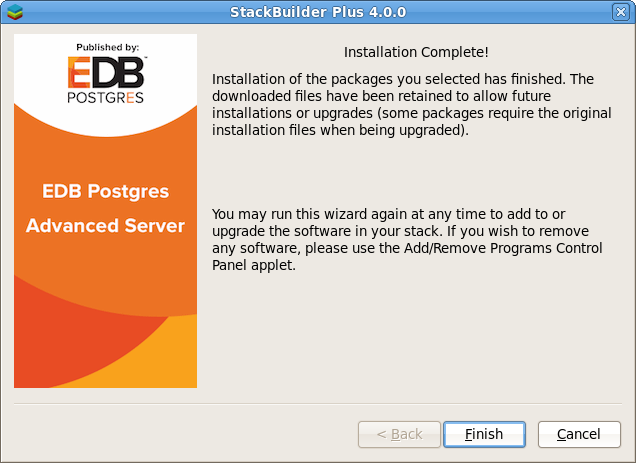 StackBuilder Plus 4.0.0
Published by:
EDB
POSTGRES
EDB Postgres
Advanced Server
Installation Complete!
Installation of the packages you selected has finished. The
downloaded files have been retained to allow future
installations or upgrades (some packages require the original
installation files when being upgraded).
You may run this wizard again at any time to add to or
upgrade the software in your stack. If you wish to remove
any software, please use the Add/Remove Programs Control
Panel applet.
< Back
Finish
Cancel